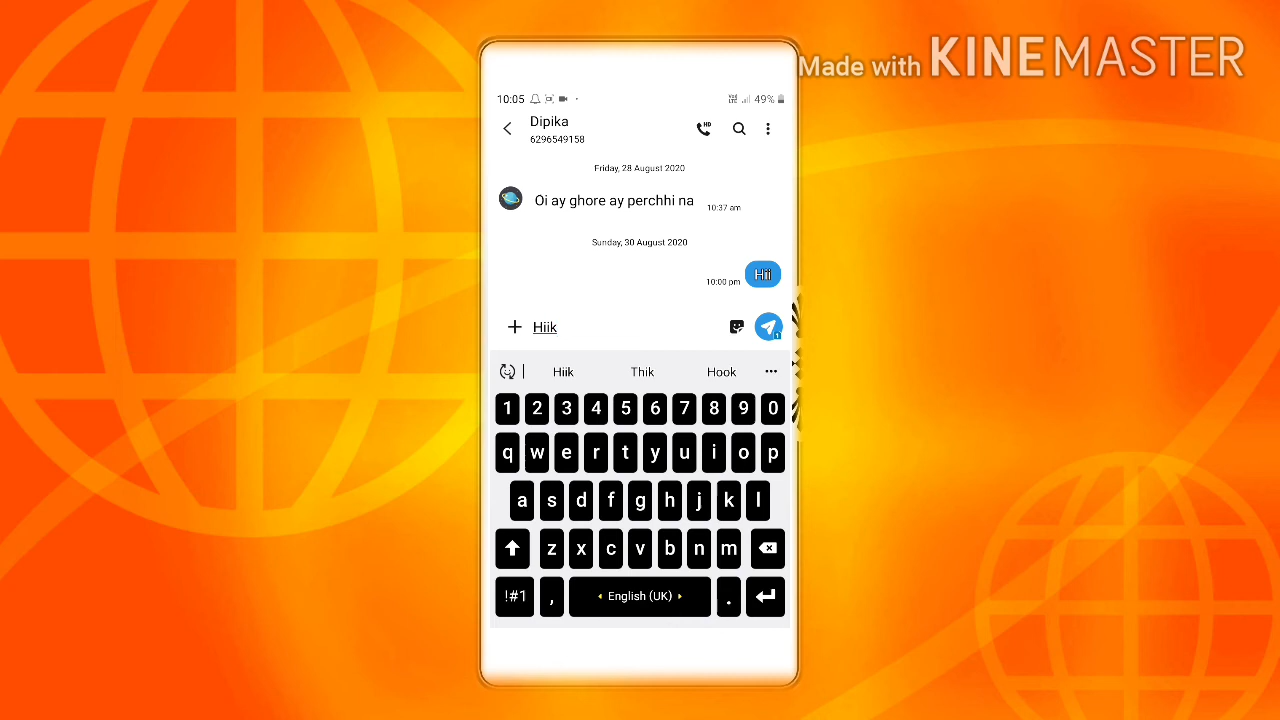 Made with KINEMASTER
10:05 49%
Dipika
6296549158
Friday, 28 August 2020
Oi ay ghore ay perchhi na 10:37 am
Sunday, 30 August 2020
10:00 pm Hii
Hiik
1
Hiik Thik Hook
1 2 3 4 5 6 7 8 9 0
q w e r t y u i o p
a s d f g h j k l
z x c v b n m
!#1 , English (UK) .